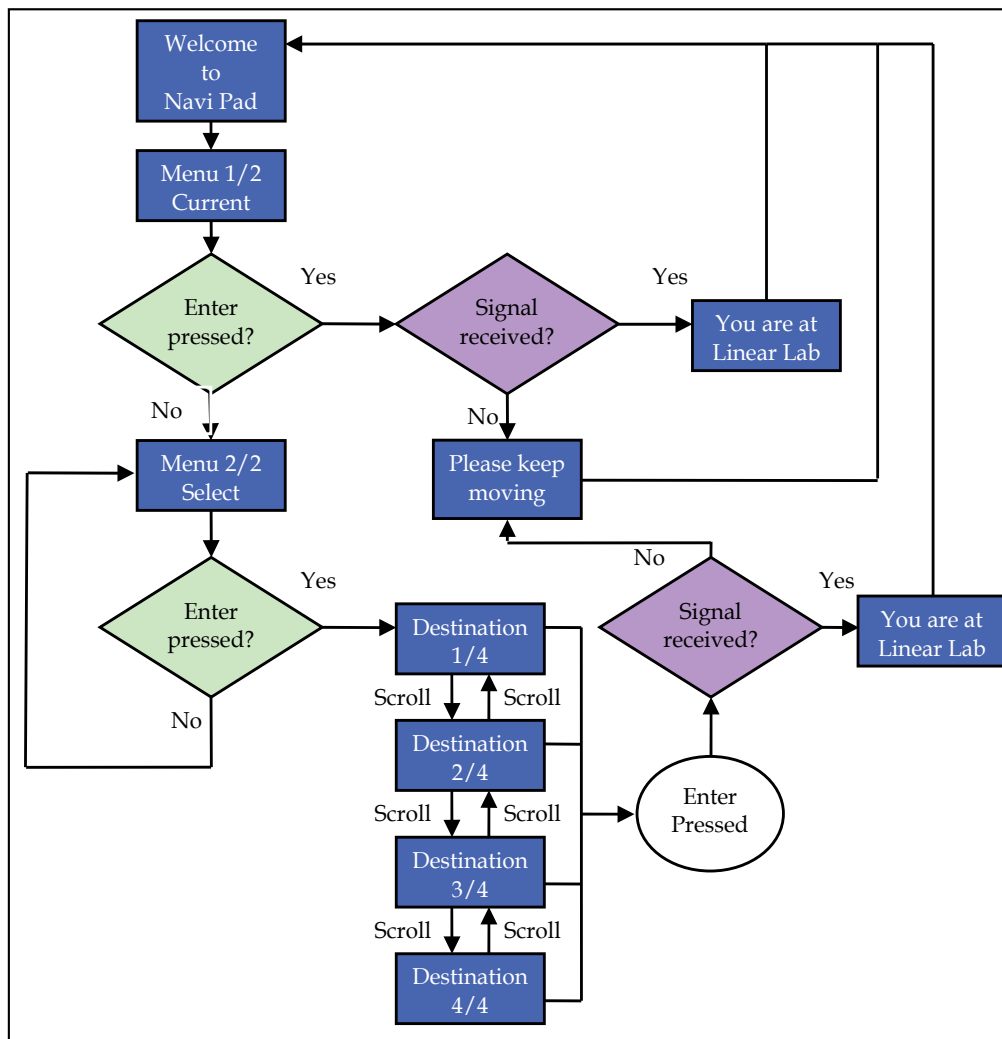 Welcome
to
Navi Pad
Menu 1/2
Current
Enter
pressed?
Yes
Signal
received?
Yes
You are at
Linear Lab
No
No
Menu 2/2
Select
Please keep
moving
Enter
pressed?
Yes
No
Destination
1/4
Scroll
Scroll
Destination
2/4
Scroll
Scroll
Destination
3/4
Scroll
Scroll
Destination
4/4
Enter
Pressed
Signal
received?
No
Yes
You are at
Linear Lab